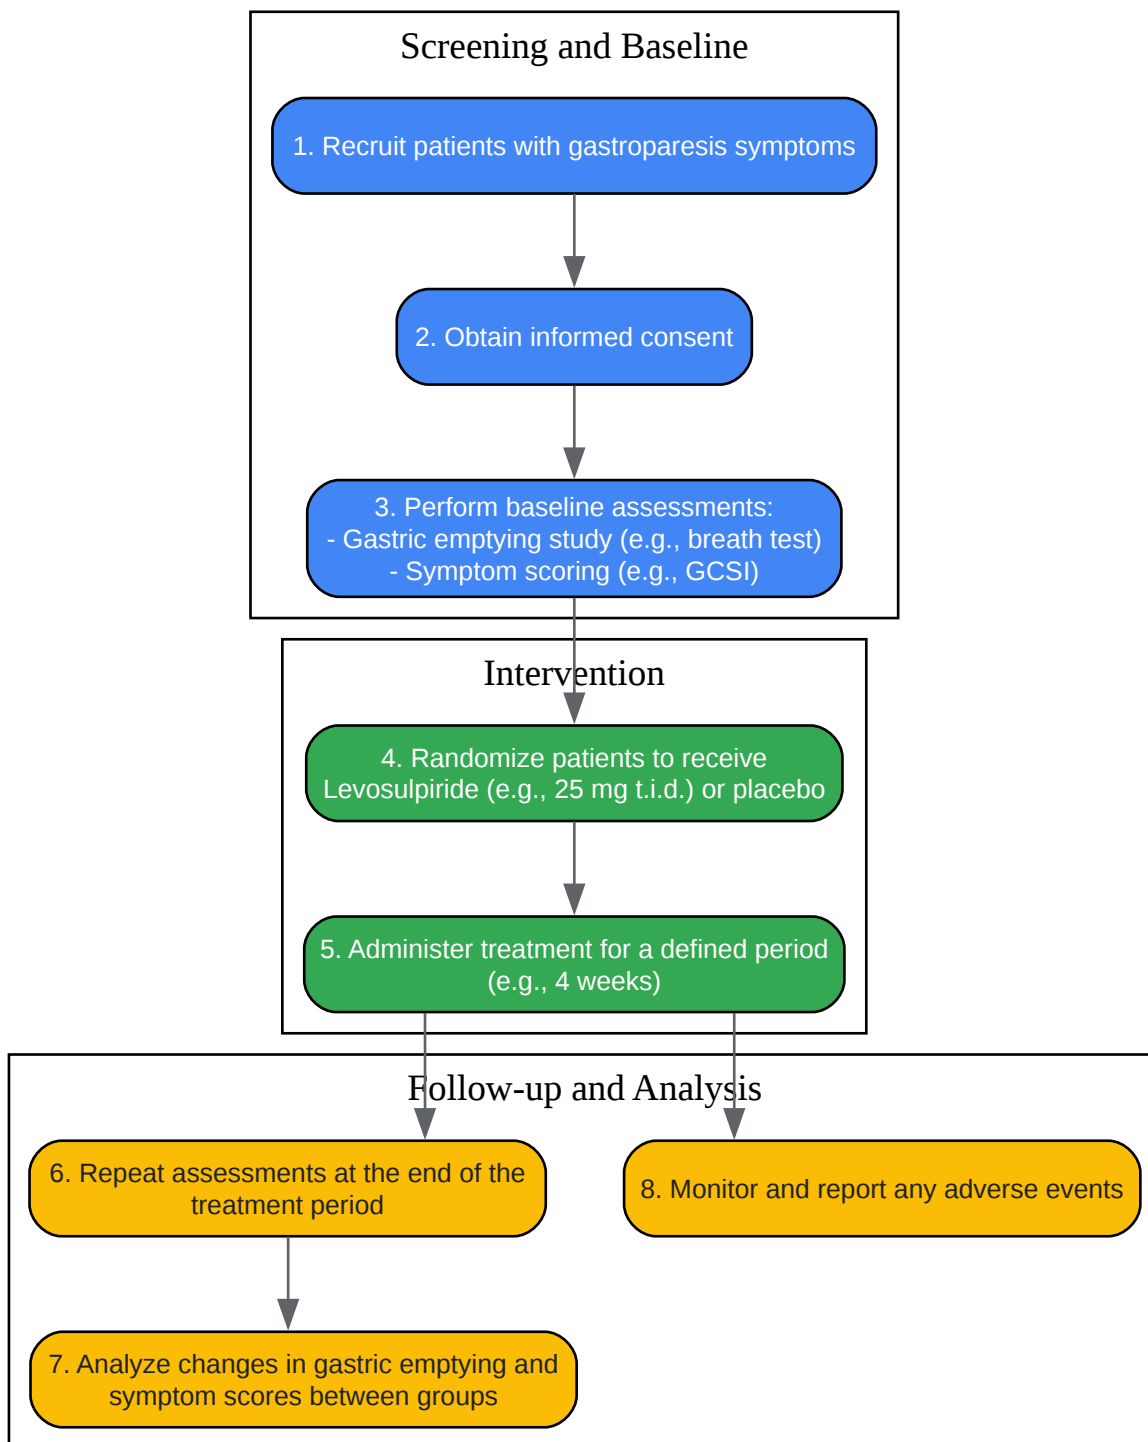 Screening and Baseline
1. Recruit patients with gastroparesis symptoms
2. Obtain informed consent
3. Perform baseline assessments:
- Gastric emptying study (e.g., breath test)
- Symptom scoring (e.g., GCSI)
Intervention
4. Randomize patients to receive
Levosulpiride (e.g., 25 mg t.i.d.) or placebo
5. Administer treatment for a defined period
(e.g., 4 weeks)
Follow-up and Analysis
6. Repeat assessments at the end of the
treatment period
8. Monitor and report any adverse events
7. Analyze changes in gastric emptying and
symptom scores between groups